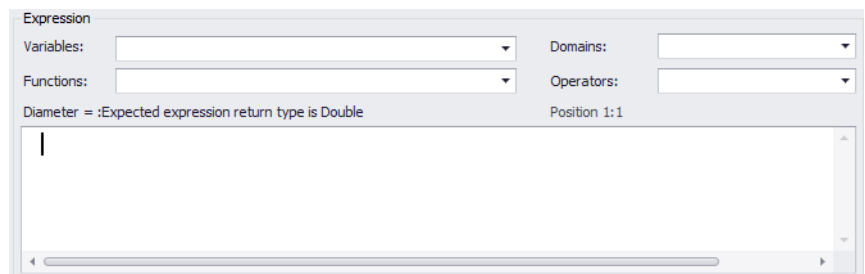 Expression
Variables: Domains:
Functions: Operators:
Diameter = :Expected expression return type is Double Position 1:1